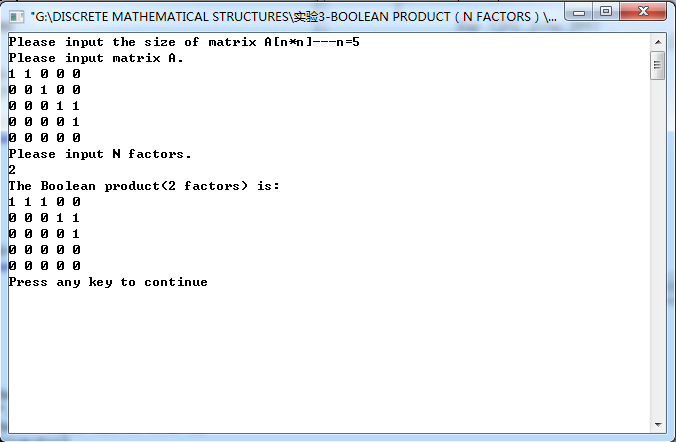 "G:\DISCRETE MATHEMATICAL STRUCTURES\实验3-BOOLEAN PRODUCT（N FACTORS）\...
Please input the size of matrix A[n*n]---n=5
Please input matrix A.
1 1 0 0 0
0 0 1 0 0
0 0 0 1 1
0 0 0 0 1
0 0 0 0 0
Please input N factors.
2
The Boolean product(2 factors) is:
1 1 1 0 0
0 0 0 1 1
0 0 0 0 1
0 0 0 0 0
0 0 0 0 0
Press any key to continue